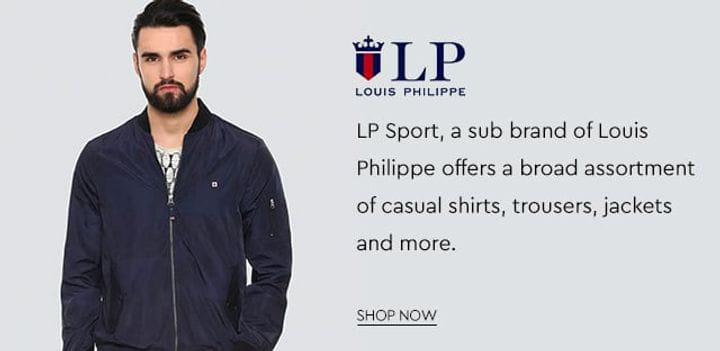 LP
LOUIS PHILIPPE
LP Sport, a sub brand of Louis
Philippe offers a broad assortment
of casual shirts, trousers, jackets
and more.
SHOP NOW